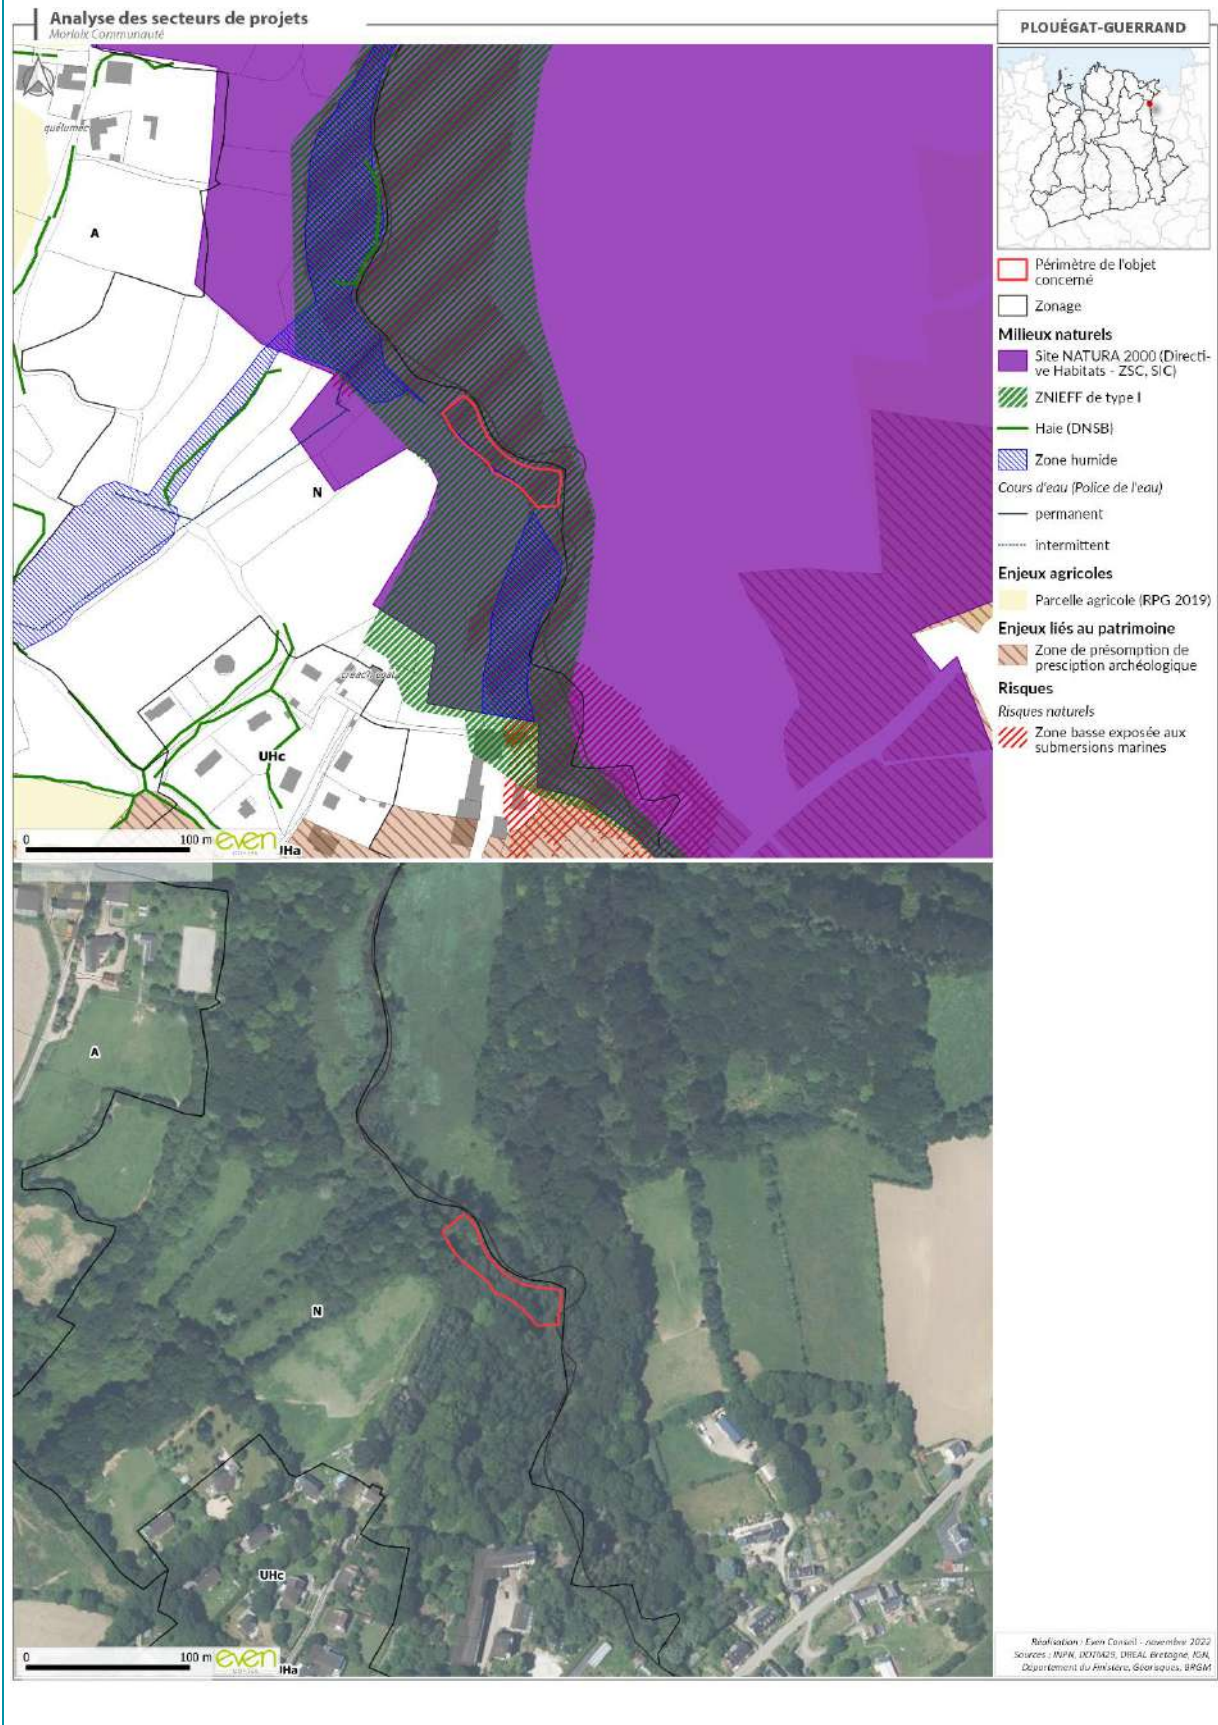 Analyse des secteurs de projets
Morlaix Communauté
PLOUÉGAT-GUERRAND
A
N
UHc
UHa
0
100 m
even
Périmètre de l'objet
concerné
Zonage
Milieux naturels
Site NATURA 2000 (Directi-
ve Habitats - ZSC, SIC)
ZNIEFF de type I
Haie (DNSB)
Zone humide
Cours d'eau (Police de l'eau)
permanent
intermittent
Enjeux agricoles
Parcelle agricole (RPG 2019)
Enjeux liés au patrimoine
Zone de présomption de
presciption archéologique
Risques
Risques naturels
Zone basse exposée aux
submersions marines
A
N
UHc
UHa
0
100 m
even
Réalisation : Even Conseil - novembre 2022
Sources : INPN, DDTM29, DREAL Bretagne, IGN,
Département du Finistère, Géorisques, BRGM